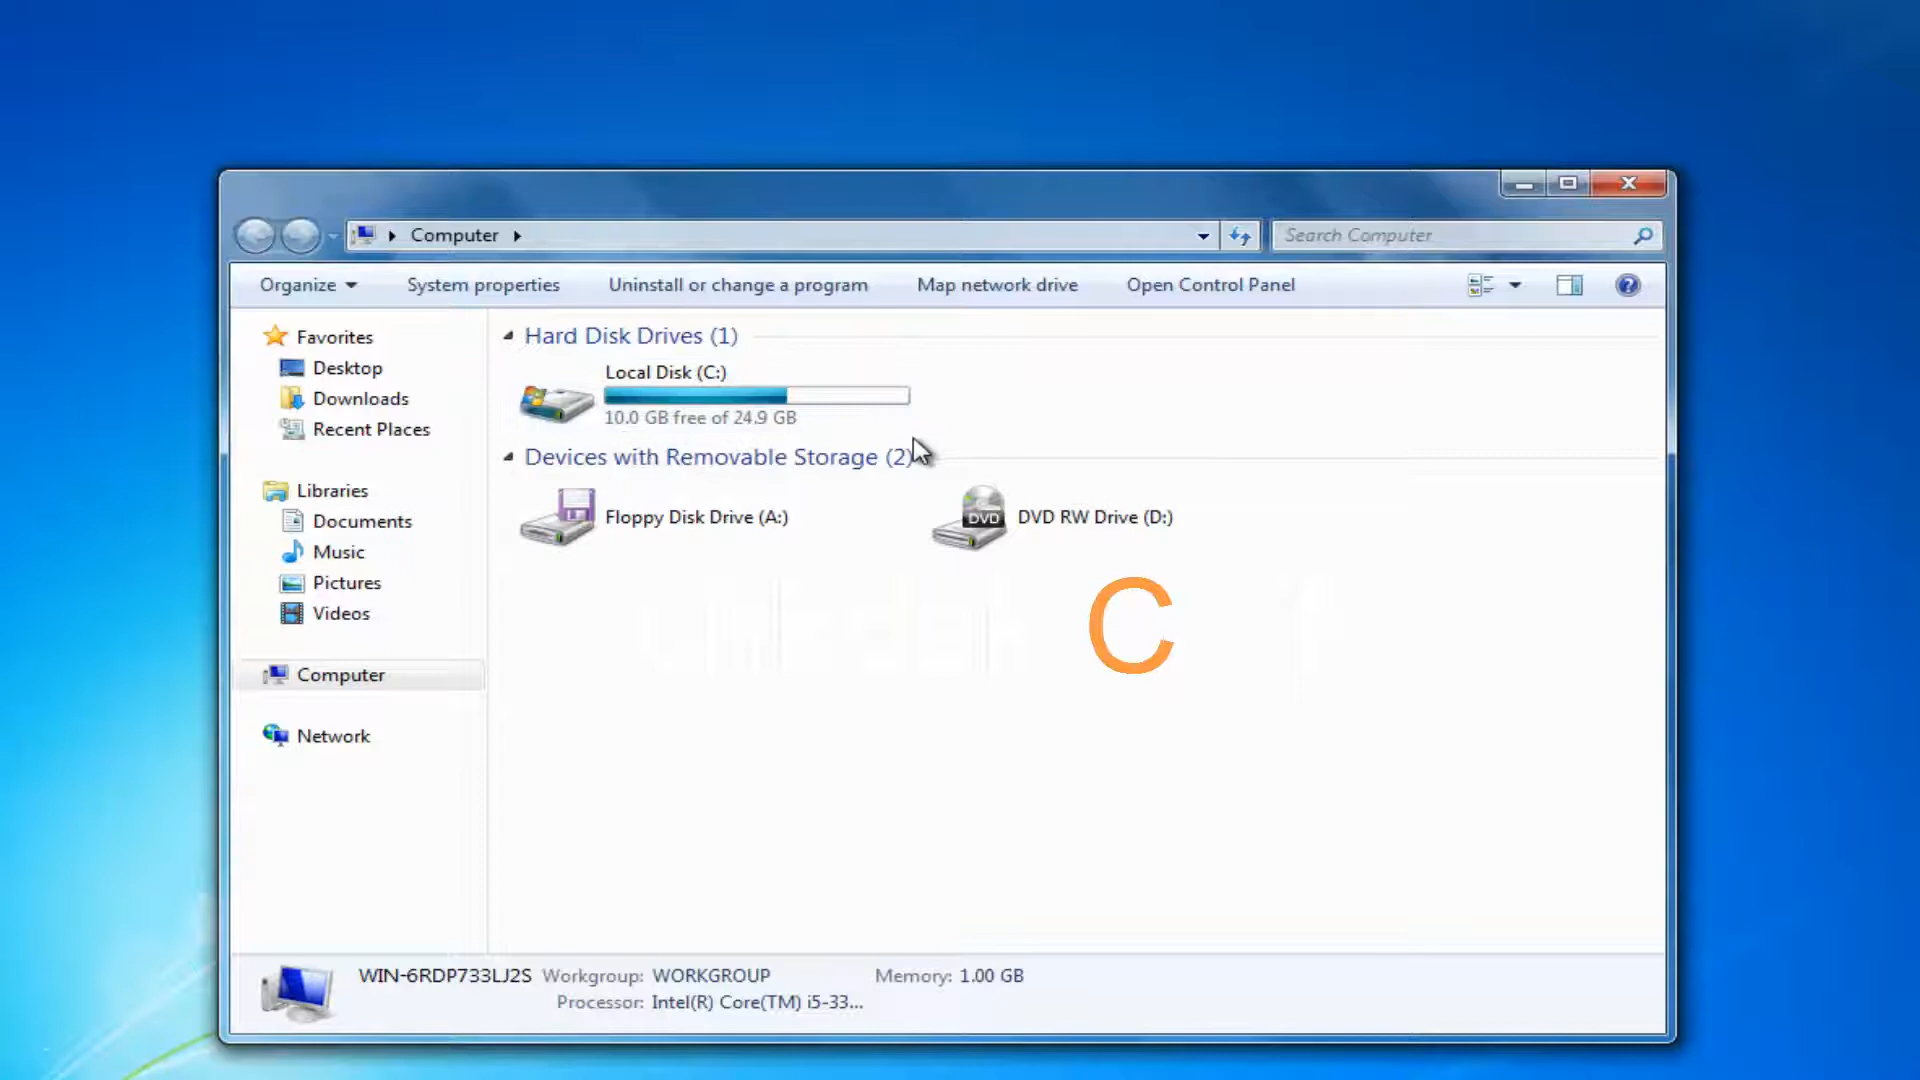 Computer
Search Computer
Organize
System properties
Uninstall or change a program
Map network drive
Open Control Panel
Favorites
Desktop
Downloads
Recent Places
Libraries
Documents
Music
Pictures
Videos
Computer
Network
Hard Disk Drives (1)
Local Disk (C:)
10.0 GB free of 24.9 GB
Devices with Removable Storage (2)
Floppy Disk Drive (A:)
DVD
DVD RW Drive (D:)
C
WIN-6RDP733LJ2S Workgroup: WORKGROUP Memory: 1.00 GB
Processor: Intel(R) Core(TM) i5-33...